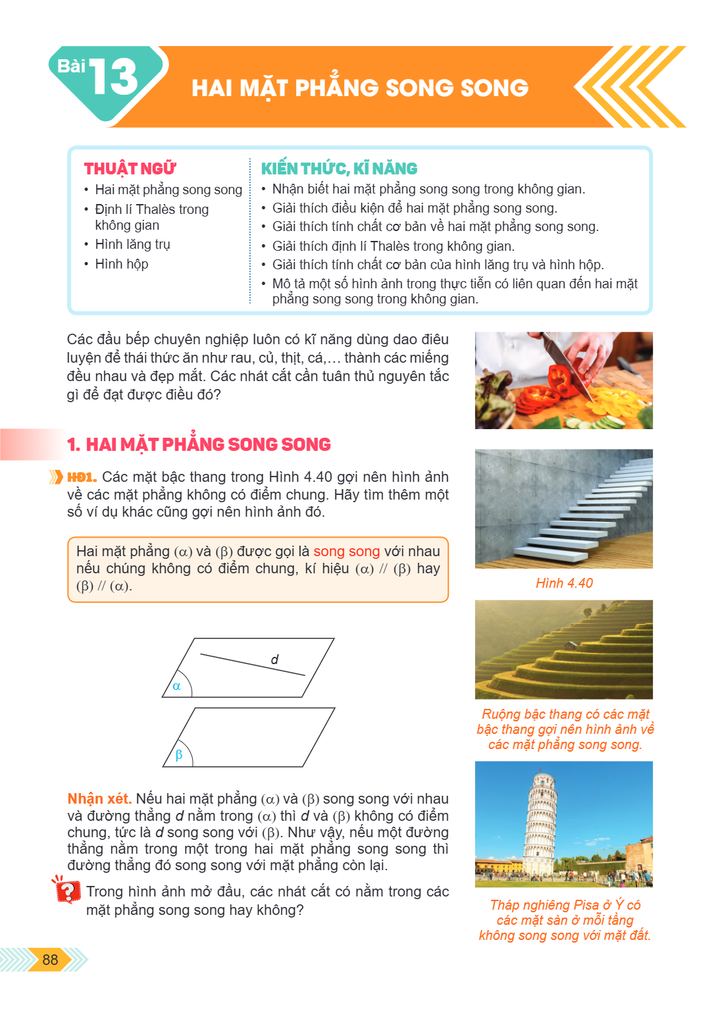 Bài 13
HAI MẶT PHẲNG SONG SONG
THUẬT NGỮ
• Hai mặt phẳng song song
• Định lí Thalès trong
không gian
• Hình lăng trụ
• Hình hộp
KIẾN THỨC, KĨ NĂNG
• Nhận biết hai mặt phẳng song song trong không gian.
• Giải thích điều kiện để hai mặt phẳng song song.
• Giải thích tính chất cơ bản về hai mặt phẳng song song.
• Giải thích định lí Thalès trong không gian.
• Giải thích tính chất cơ bản của hình lăng trụ và hình hộp.
• Mô tả một số hình ảnh trong thực tiễn có liên quan đến hai mặt
phẳng song song trong không gian.
Các đầu bếp chuyên nghiệp luôn có kĩ năng dùng dao điêu
luyện để thái thức ăn như rau, củ, thịt, cá,… thành các miếng
đều nhau và đẹp mắt. Các nhát cắt cần tuân thủ nguyên tắc
gì để đạt được điều đó?
1. HAI MẶT PHẲNG SONG SONG
HĐ1. Các mặt bậc thang trong Hình 4.40 gợi nên hình ảnh
về các mặt phẳng không có điểm chung. Hãy tìm thêm một
số ví dụ khác cũng gợi nên hình ảnh đó.
Hai mặt phẳng (α) và (β) được gọi là song song với nhau
nếu chúng không có điểm chung, kí hiệu (α) // (β) hay
(β) // (α).
Hình 4.40
d
α
β
Ruộng bậc thang có các mặt
bậc thang gợi nên hình ảnh về
các mặt phẳng song song.
Nhận xét. Nếu hai mặt phẳng (α) và (β) song song với nhau
và đường thẳng d nằm trong (α) thì d và (β) không có điểm
chung, tức là d song song với (β). Như vậy, nếu một đường
thẳng nằm trong một trong hai mặt phẳng song song thì
đường thẳng đó song song với mặt phẳng còn lại.
?
Trong hình ảnh mở đầu, các nhát cắt có nằm trong các
mặt phẳng song song hay không?
Tháp nghiêng Pisa ở Ý có
các mặt sàn ở mỗi tầng
không song song với mặt đất.
88